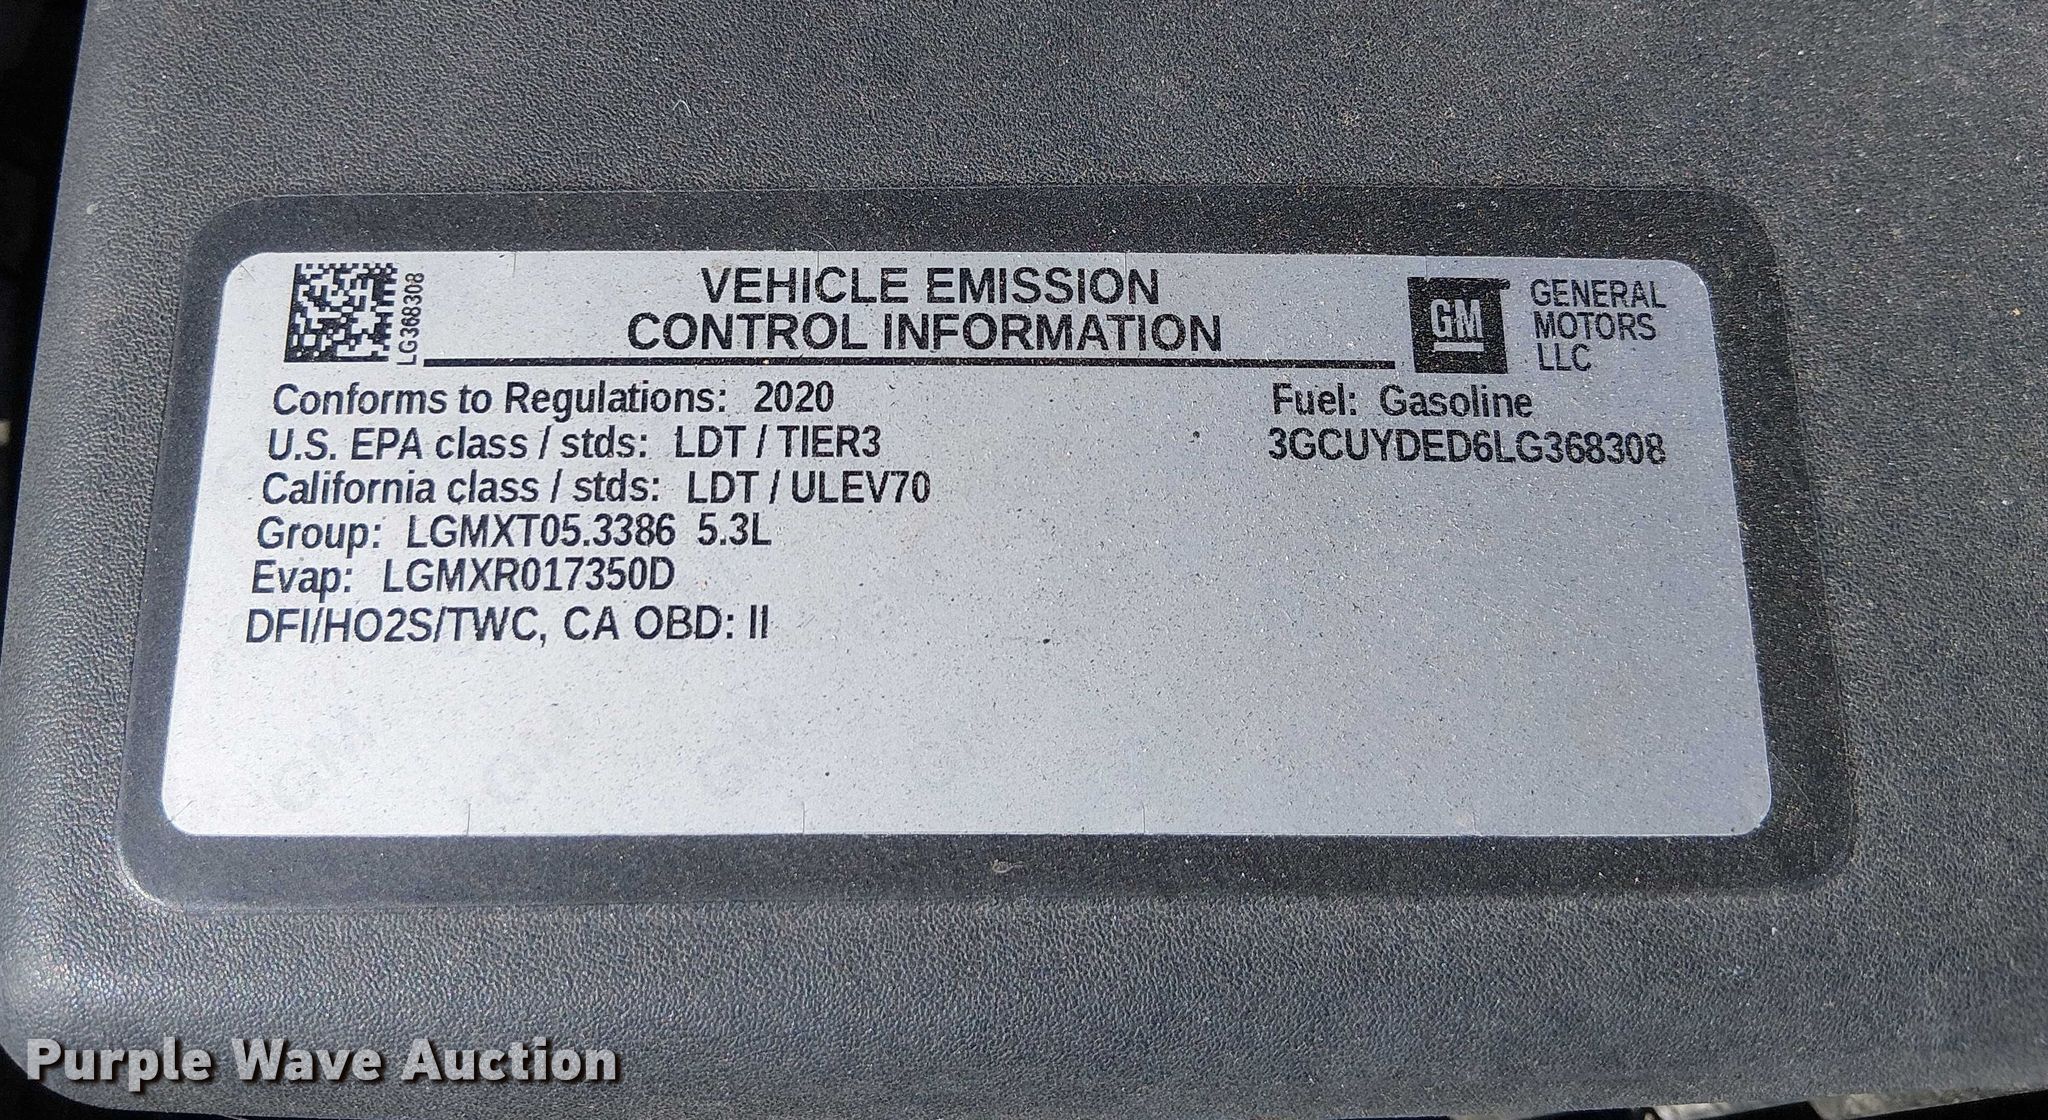 LG368308
VEHICLE EMISSION
CONTROL INFORMATION
GM
GENERAL
MOTORS
LLC
Conforms to Regulations: 2020
Fuel: Gasoline
U.S. EPA class / stds: LDT / TIER3
3GCUYDED6LG368308
California class / stds: LDT / ULEV70
Group: LGMXT05.3386 5.3L
Evap: LGMXR017350D
DFI/HO2S/TWC, CA OBD: II
Purple Wave Auction